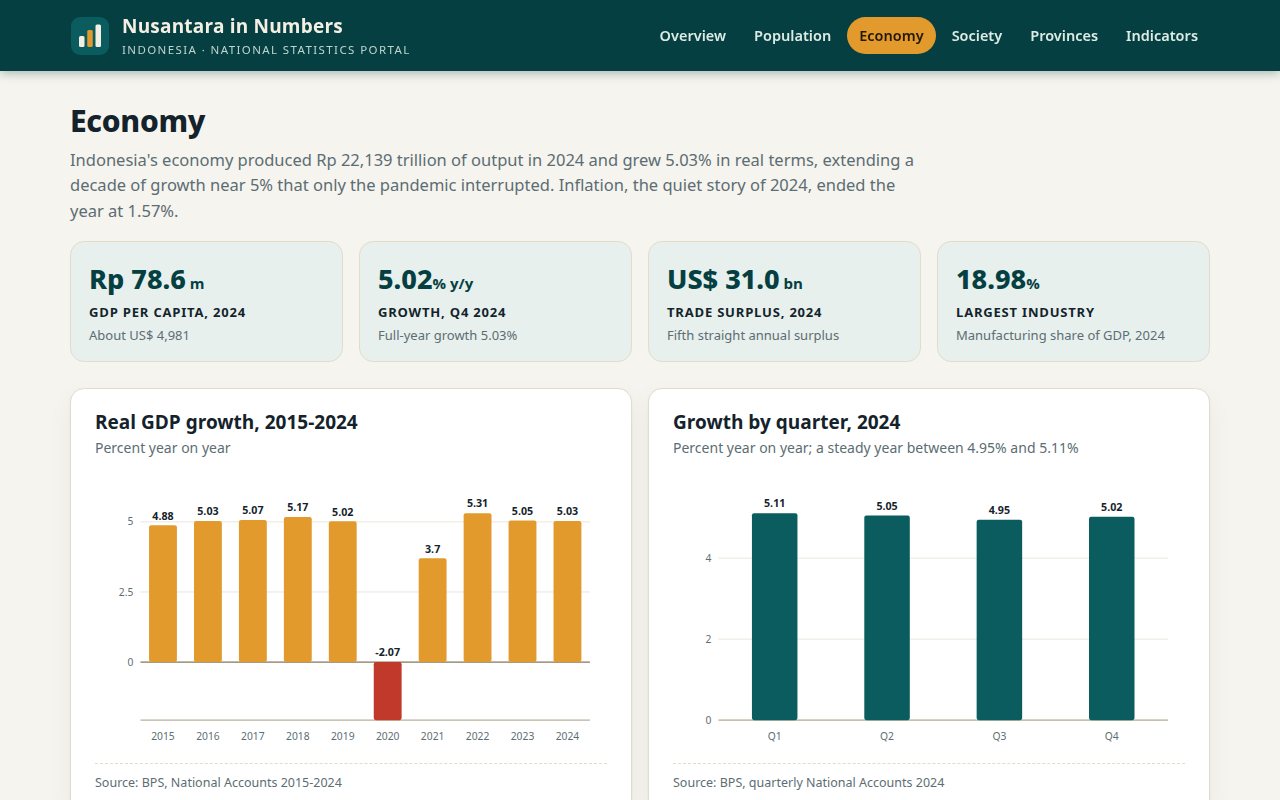 Nusantara in Numbers
INDONESIA · NATIONAL STATISTICS PORTAL
Overview Population Economy Society Provinces Indicators
Economy
Indonesia's economy produced Rp 22,139 trillion of output in 2024 and grew 5.03% in real terms, extending a
decade of growth near 5% that only the pandemic interrupted. Inflation, the quiet story of 2024, ended the
year at 1.57%.
Rp 78.6 m
GDP PER CAPITA, 2024
About US$ 4,981
5.02% y/y
GROWTH, Q4 2024
Full-year growth 5.03%
US$ 31.0 bn
TRADE SURPLUS, 2024
Fifth straight annual surplus
18.98%
LARGEST INDUSTRY
Manufacturing share of GDP, 2024
Real GDP growth, 2015-2024
Percent year on year
5
2.5
0
4.88 5.03 5.07 5.17 5.02 -2.07 3.7 5.31 5.05 5.03
2015 2016 2017 2018 2019 2020 2021 2022 2023 2024
Source: BPS, National Accounts 2015-2024
Growth by quarter, 2024
Percent year on year; a steady year between 4.95% and 5.11%
4
2
0
5.11 5.05 4.95 5.02
Q1 Q2 Q3 Q4
Source: BPS, quarterly National Accounts 2024